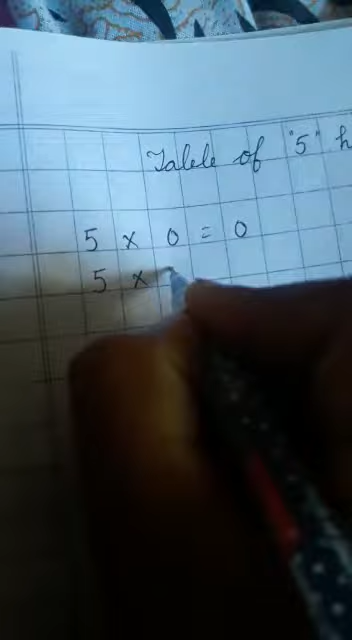 Table of "5"
5 x 0 = 0
5 x